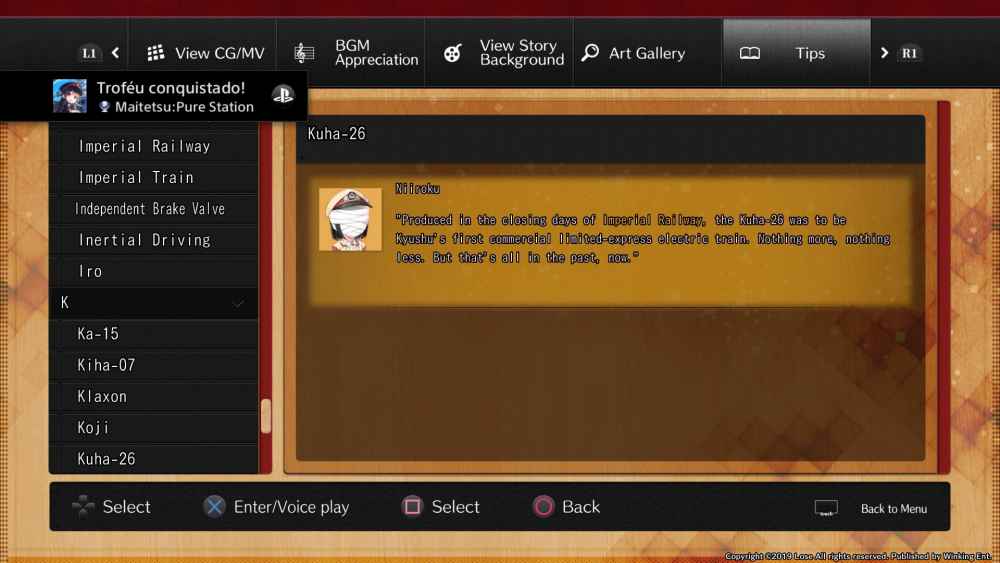 L1
View CG/MV
BGM
Appreciation
View Story
Background
Art Gallery
Tips
R1
Troféu conquistado!
Maitetsu:Pure Station
Imperial Railway
Imperial Train
Independent Brake Valve
Inertial Driving
Iro
K
Ka-15
Kiha-07
Klaxon
Koji
Kuha-26
Kuha-26
Niiroku
"Produced in the closing days of Imperial Railway, the Kuha-26 was to be
Kyushu's first commercial limited-express electric train. Nothing more, nothing
less. But that's all in the past, now."
Select
Enter/Voice play
Select
Back
Back to Menu
Copyright ©2019 Lose All rights reserved. Published by Winking Ent.